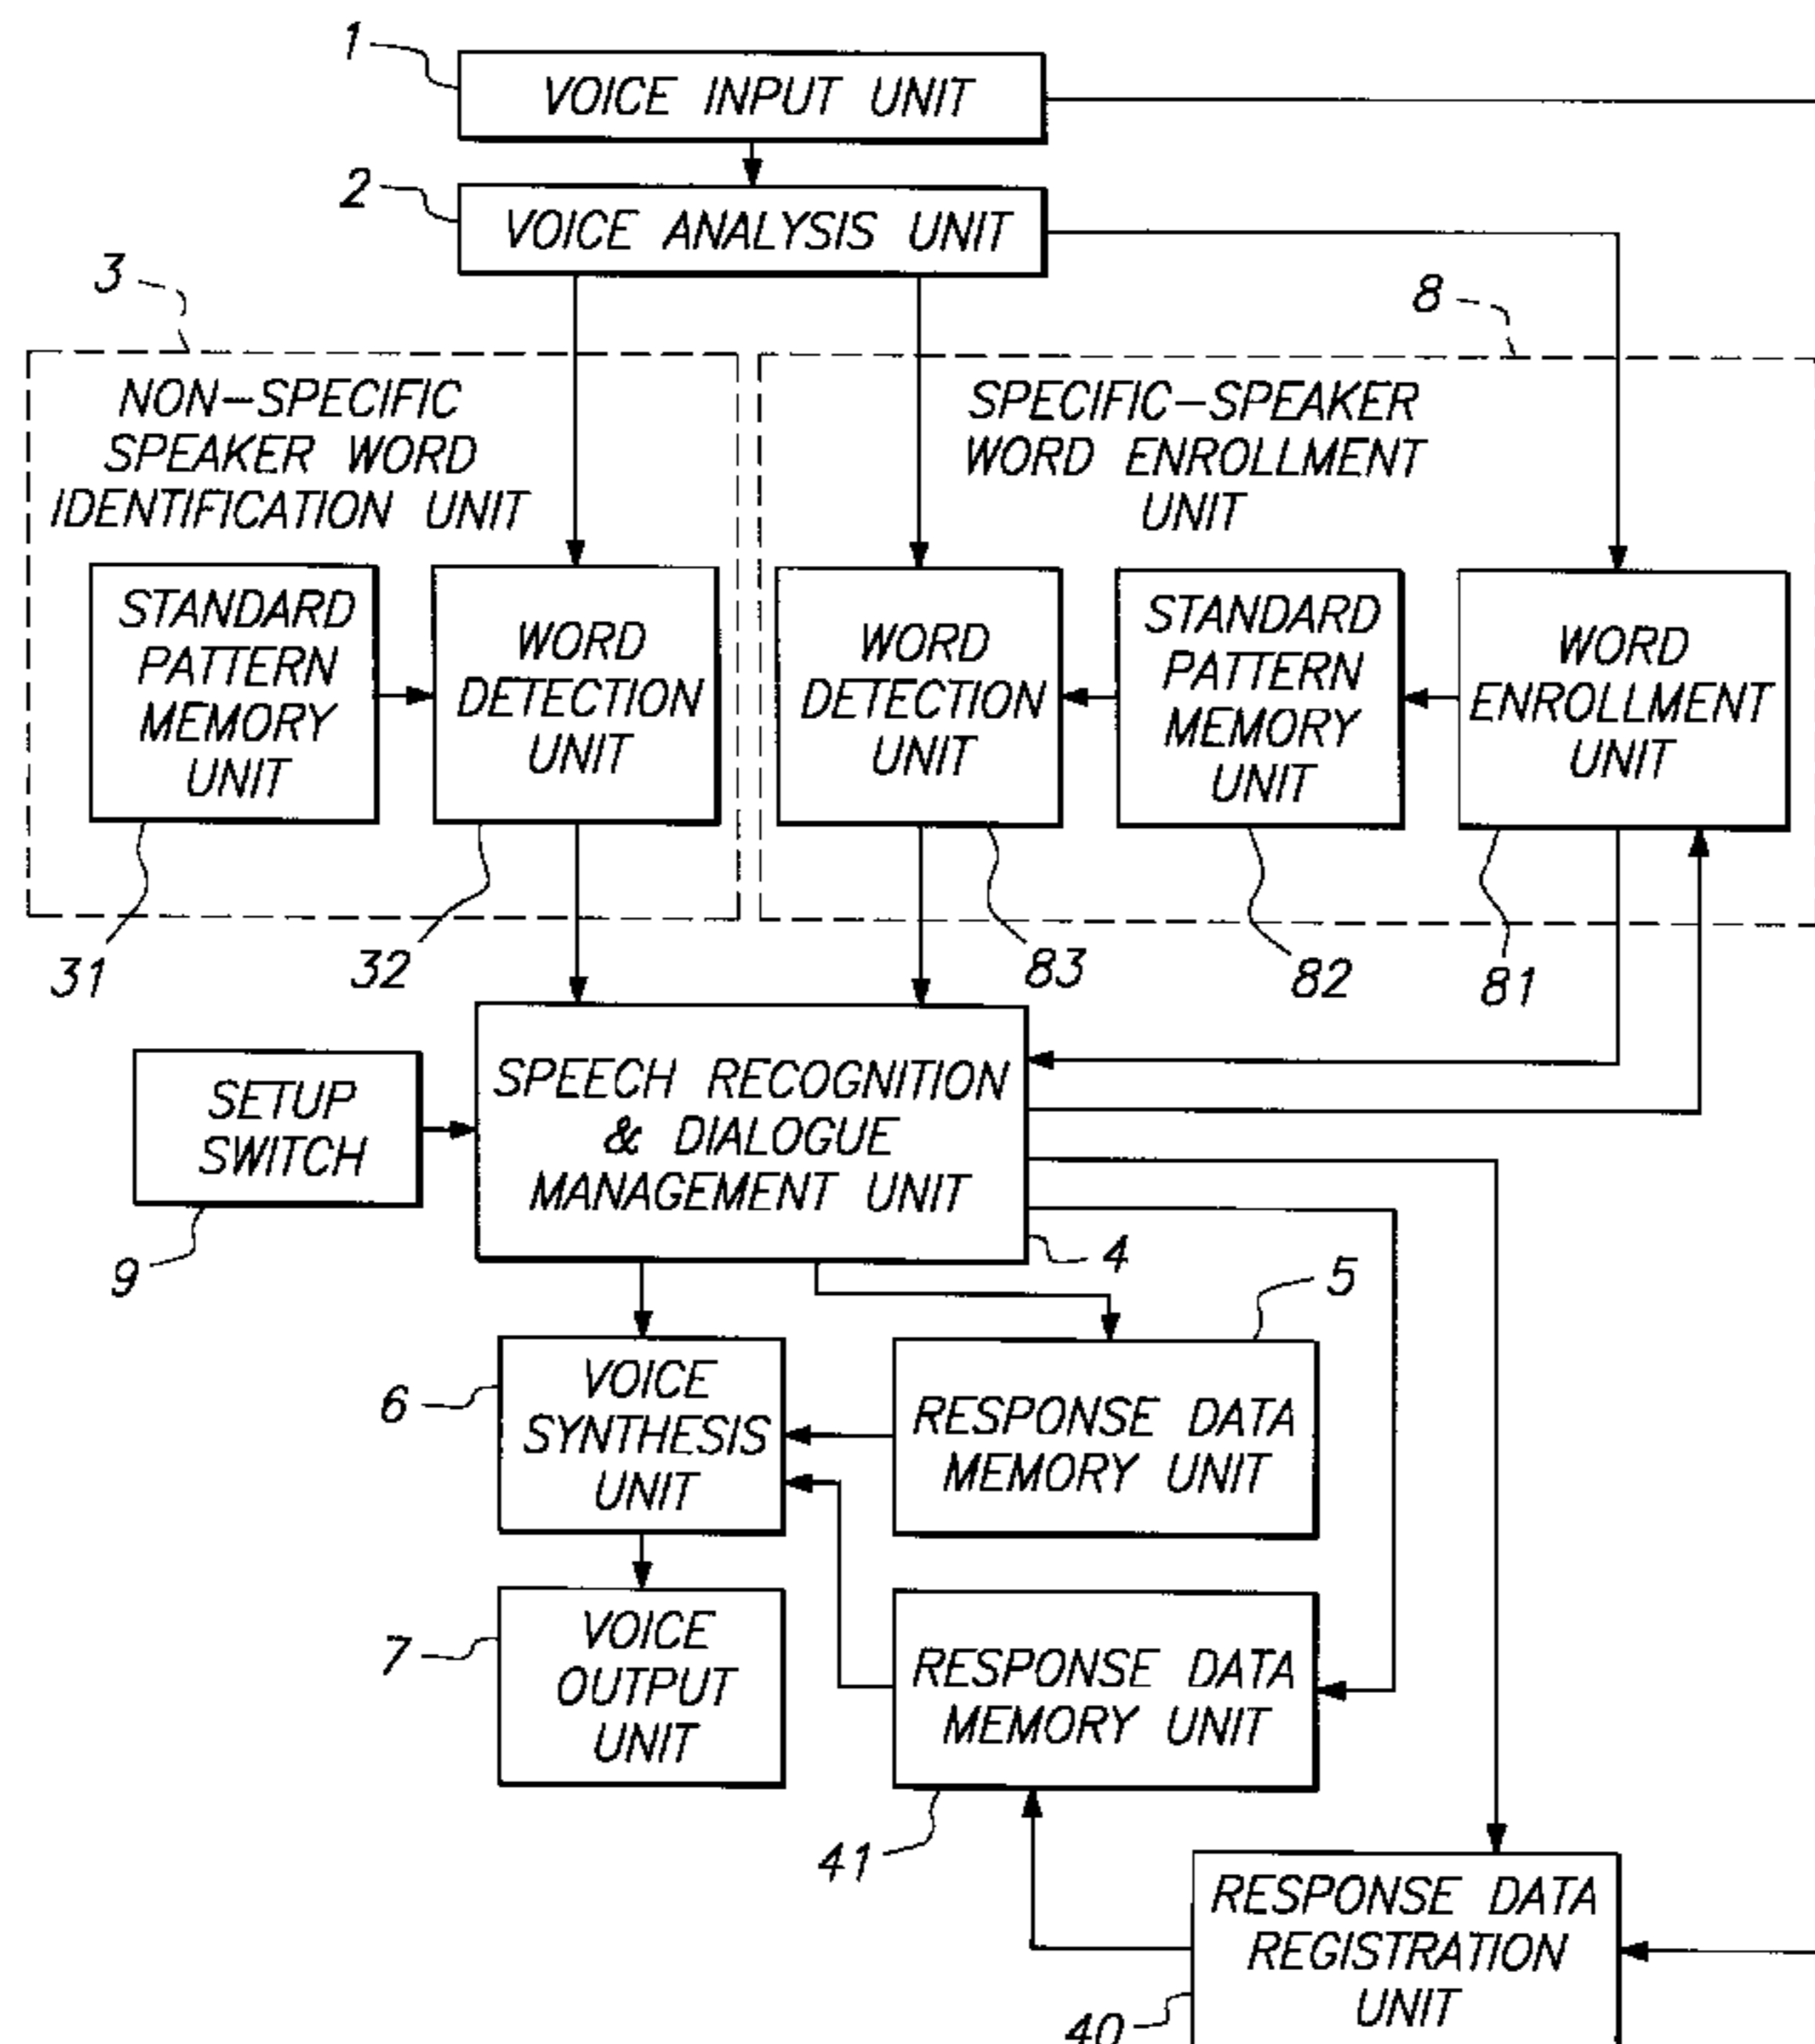 1
VOICE INPUT UNIT
2
VOICE ANALYSIS UNIT
3
8
NON-SPECIFIC
SPEAKER WORD
IDENTIFICATION UNIT
SPECIFIC-SPEAKER
WORD ENROLLMENT
UNIT
STANDARD
PATTERN
MEMORY
UNIT
WORD
DETECTION
UNIT
WORD
DETECTION
UNIT
STANDARD
PATTERN
MEMORY
UNIT
WORD
ENROLLMENT
UNIT
31
32
83
82
81
SETUP
SWITCH
9
SPEECH RECOGNITION
& DIALOGUE
MANAGEMENT UNIT
4
5
6
VOICE
SYNTHESIS
UNIT
RESPONSE DATA
MEMORY UNIT
7
VOICE
OUTPUT
UNIT
RESPONSE DATA
MEMORY UNIT
41
RESPONSE DATA
REGISTRATION
UNIT
40